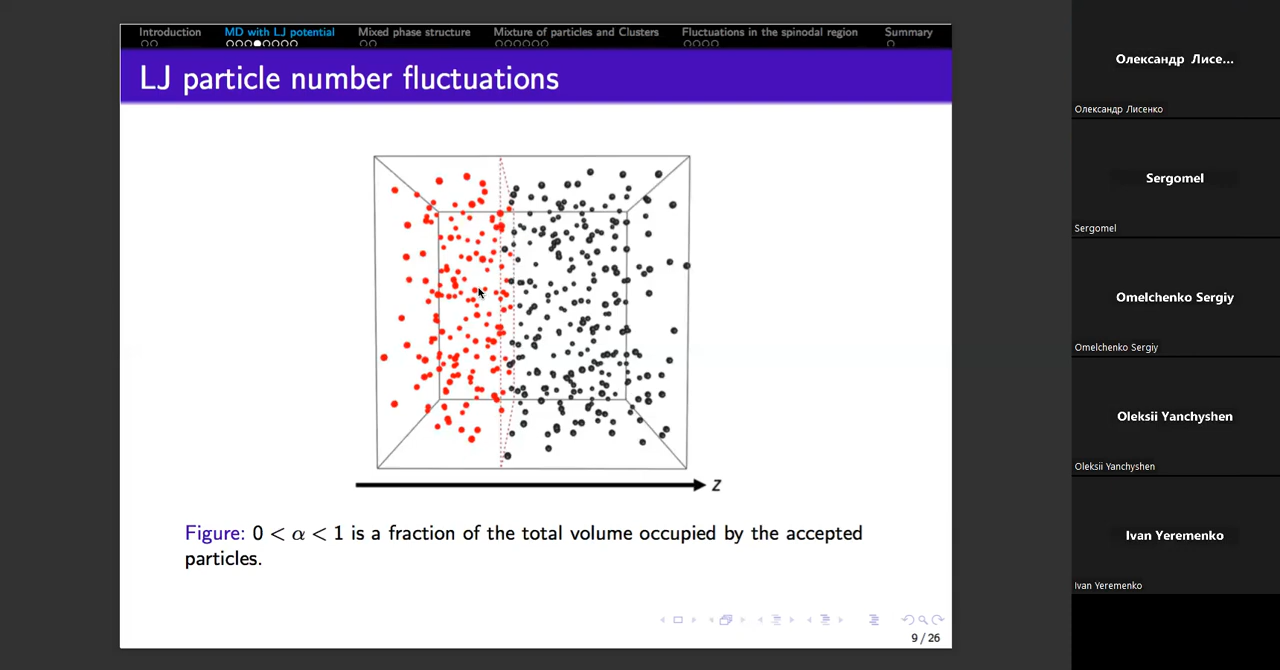 Introduction
MD with LJ potential
Mixed phase structure
Mixture of particles and Clusters
Fluctuations in the spinodal region
Summary
LJ particle number fluctuations
z
Figure: 0 < α < 1 is a fraction of the total volume occupied by the accepted
particles.
9 / 26
Олександр Лисе...
Олександр Лисенко
Sergomel
Sergomel
Omelchenko Sergiy
Omelchenko Sergiy
Oleksii Yanchyshen
Oleksii Yanchyshen
Ivan Yeremenko
Ivan Yeremenko